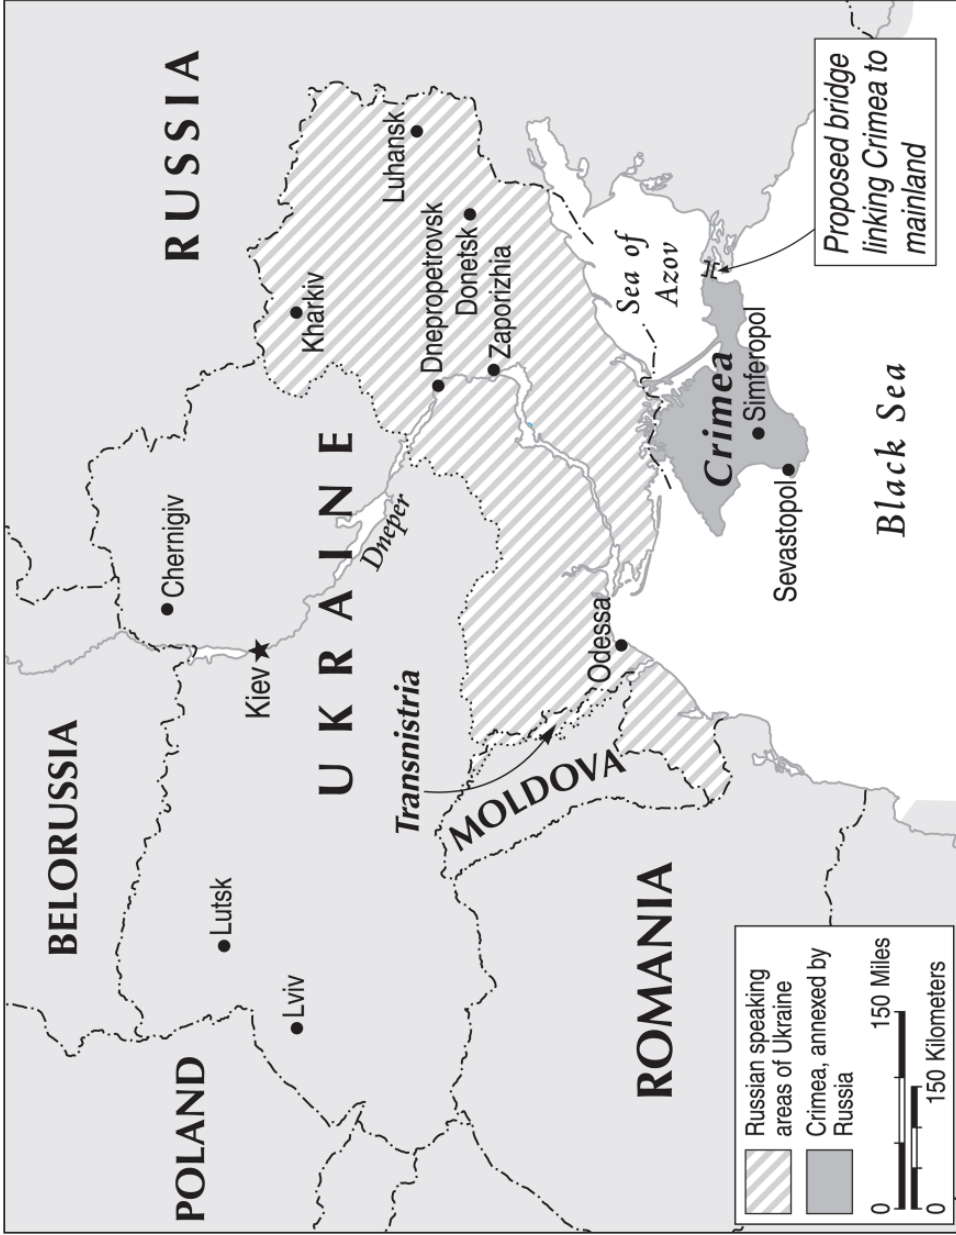 RUSSIA
BELORUSSIA
POLAND
Chernigiv
Lutsk
Kiev
Lviv
Kharkiv
UKRAINE
Dneper
Luhansk
Dnepropetrovsk
Donetsk
Zaporizhia
Transnistria
MOLDOVA
Odessa
ROMANIA
Sea of
Azov
Crimea
Simferopol
Sevastopol
Black Sea
Proposed bridge
linking Crimea to
mainland
Russian speaking
areas of Ukraine
Crimea, annexed by
Russia
0 150 Miles
0 150 Kilometers